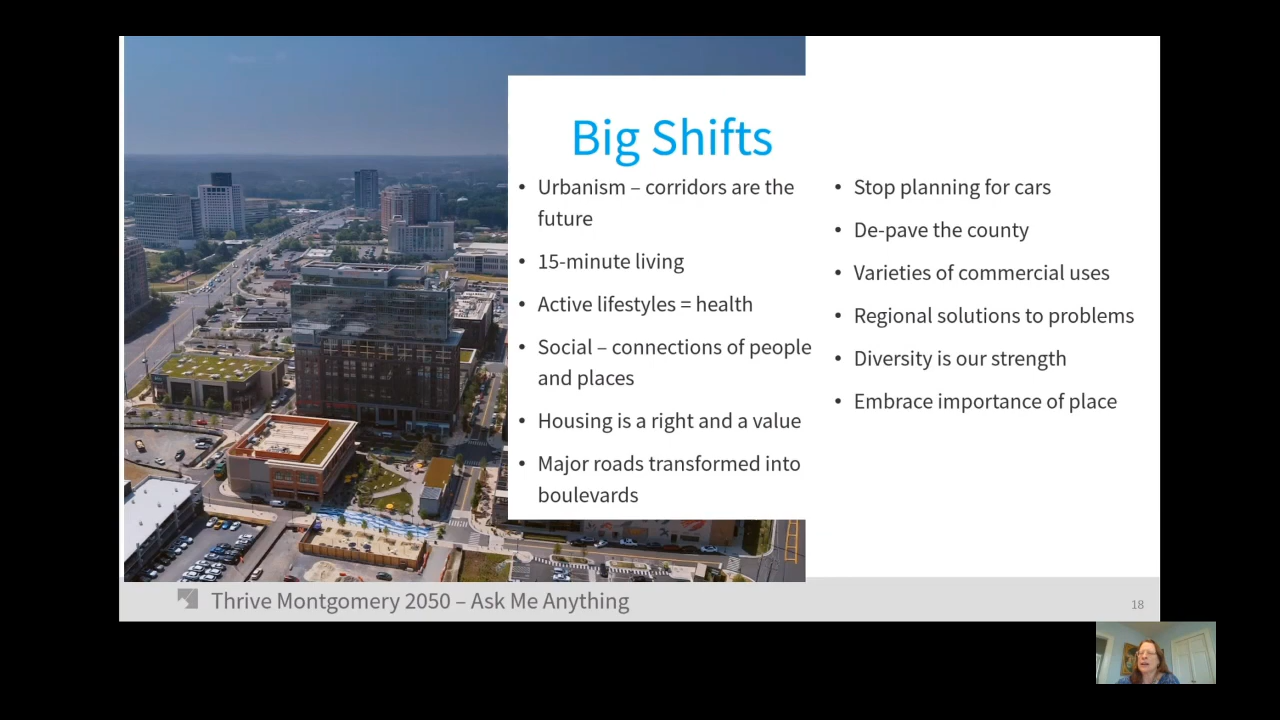 Big Shifts
• Urbanism – corridors are the
future
• 15-minute living
• Active lifestyles = health
• Social – connections of people
and places
• Housing is a right and a value
• Major roads transformed into
boulevards
• Stop planning for cars
• De-pave the county
• Varieties of commercial uses
• Regional solutions to problems
• Diversity is our strength
• Embrace importance of place
Thrive Montgomery 2050 – Ask Me Anything
18